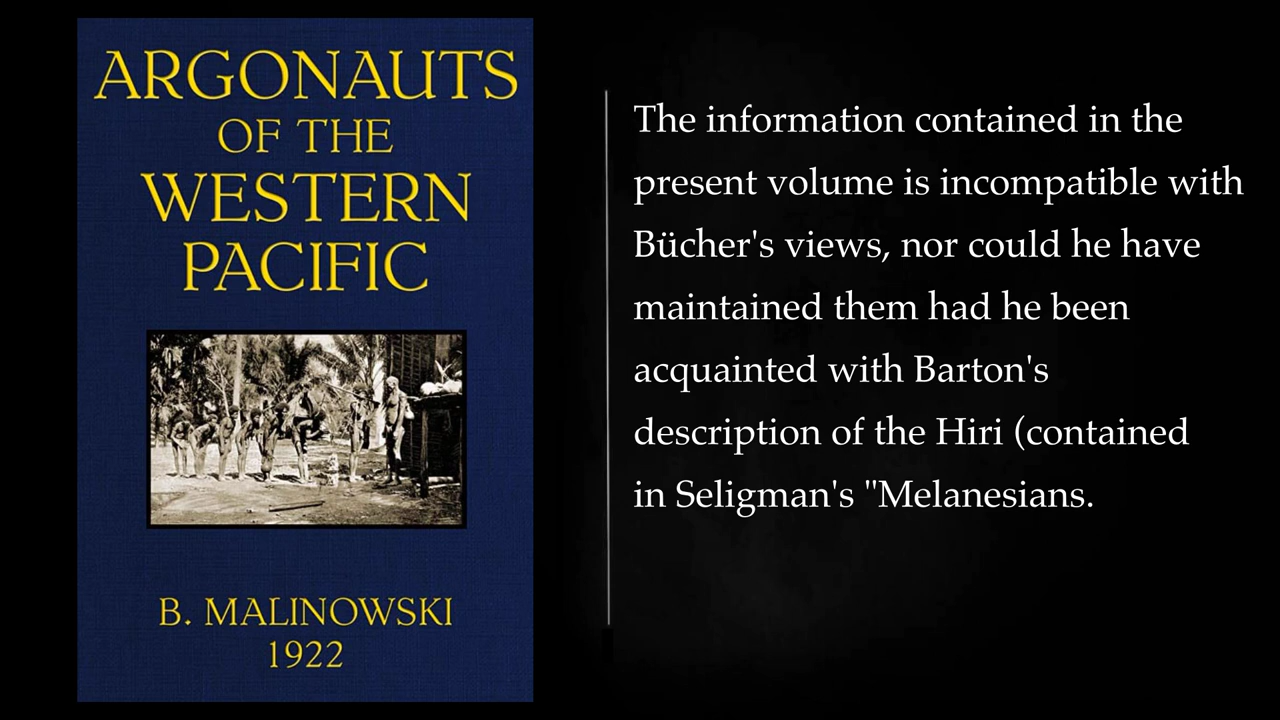 ARGONAUTS
OF THE
WESTERN
PACIFIC
B. MALINOWSKI
1922
The information contained in the
present volume is incompatible with
Bücher's views, nor could he have
maintained them had he been
acquainted with Barton's
description of the Hiri (contained
in Seligman's "Melanesians.